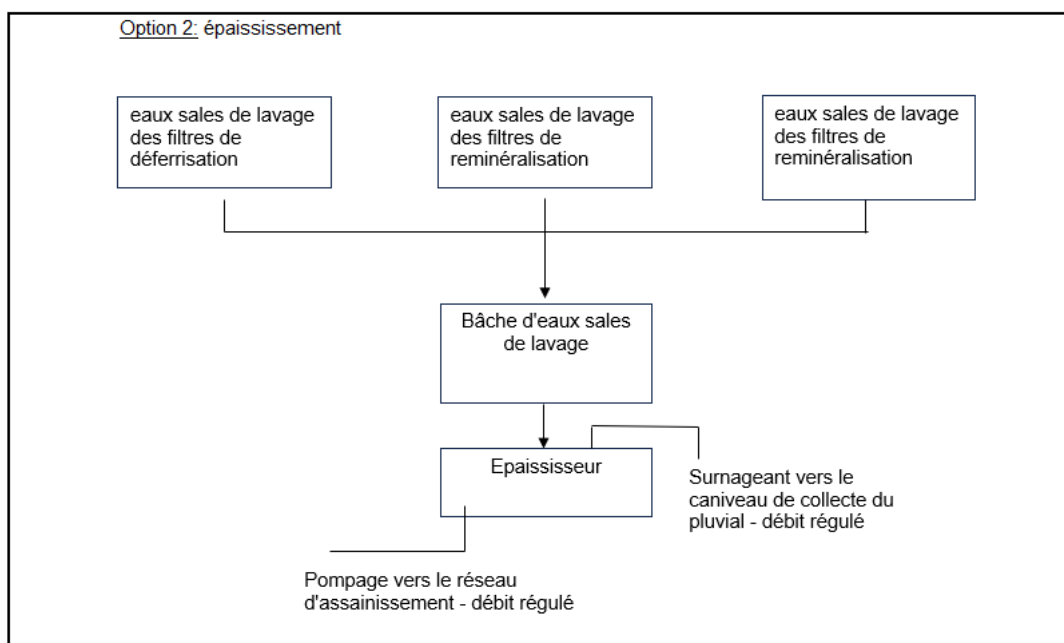 Option 2: épaississement
eaux sales de lavage
des filtres de
déferrisation
eaux sales de lavage
des filtres de
reminéralisation
eaux sales de lavage
des filtres de
reminéralisation
Bâche d'eaux sales
de lavage
Epaississeur
Surnageant vers le
caniveau de collecte du
pluvial - débit régulé
Pompage vers le réseau
d'assainissement - débit régulé